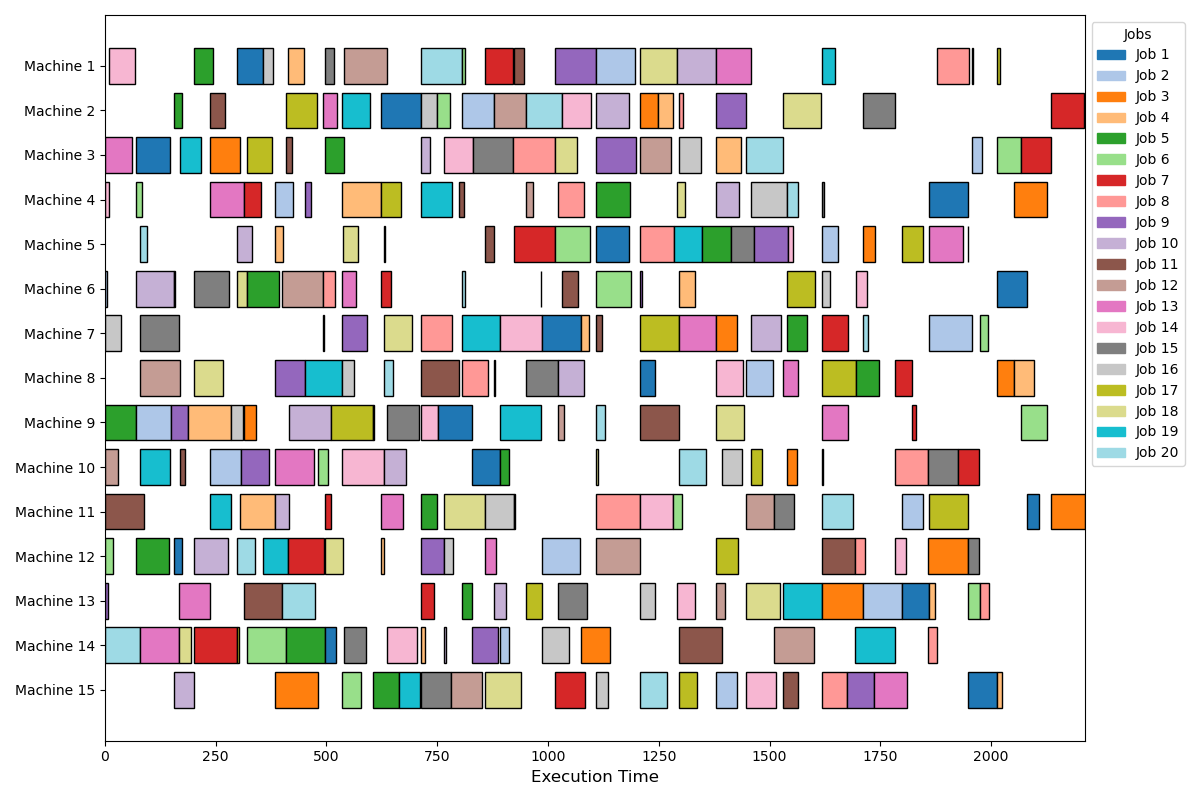 Machine 1
Machine 2
Machine 3
Machine 4
Machine 5
Machine 6
Machine 7
Machine 8
Machine 9
Machine 10
Machine 11
Machine 12
Machine 13
Machine 14
Machine 15
0 250 500 750 1000 1250 1500 1750 2000
Execution Time
Jobs
Job 1
Job 2
Job 3
Job 4
Job 5
Job 6
Job 7
Job 8
Job 9
Job 10
Job 11
Job 12
Job 13
Job 14
Job 15
Job 16
Job 17
Job 18
Job 19
Job 20